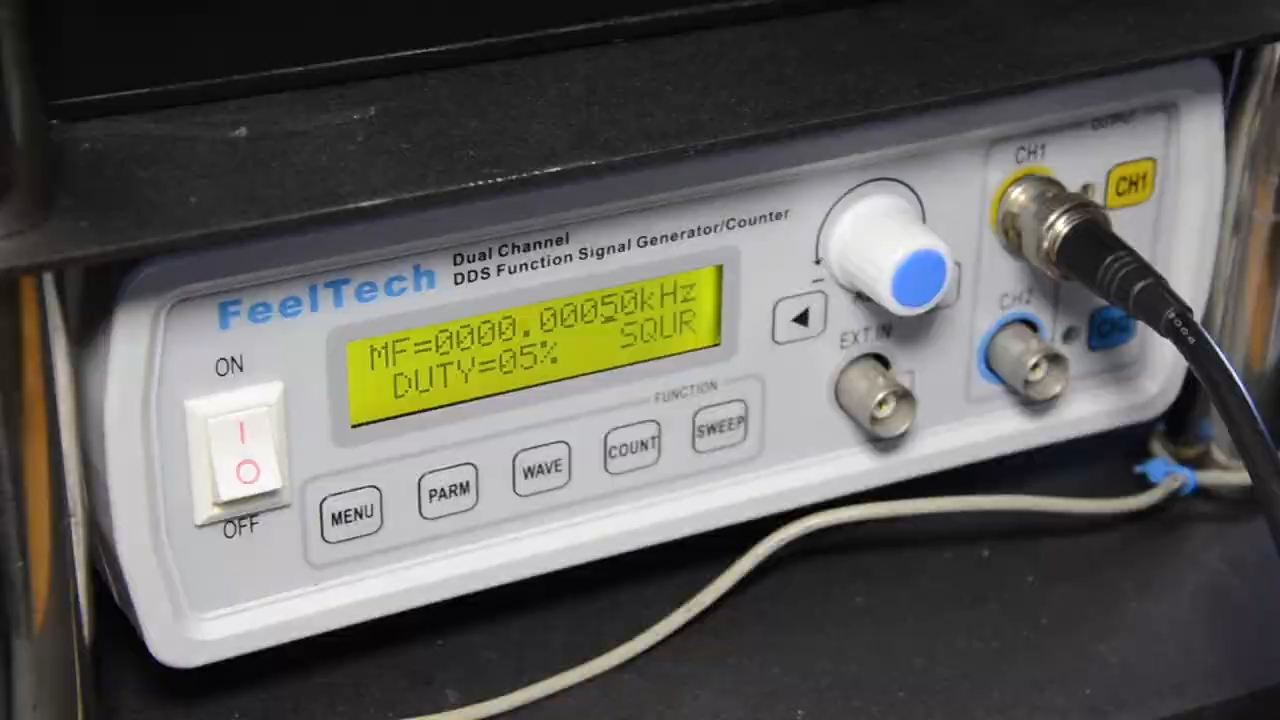 OUTPUT
CH1
CH1
FeelTech
Dual Channel
DDS Function Signal Generator/Counter
MF=0000.00050kHz
DUTY=05% SQUR
ON
I
O
OFF
EXT.IN
CH2
FUNCTION
MENU
PARM
WAVE
COUNT
SWEEP